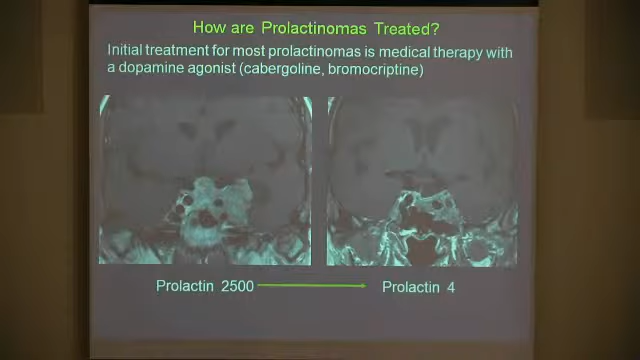 How are Prolactinomas Treated?
Initial treatment for most prolactinomas is medical therapy with
a dopamine agonist (cabergoline, bromocriptine)
Prolactin 2500
Prolactin 4